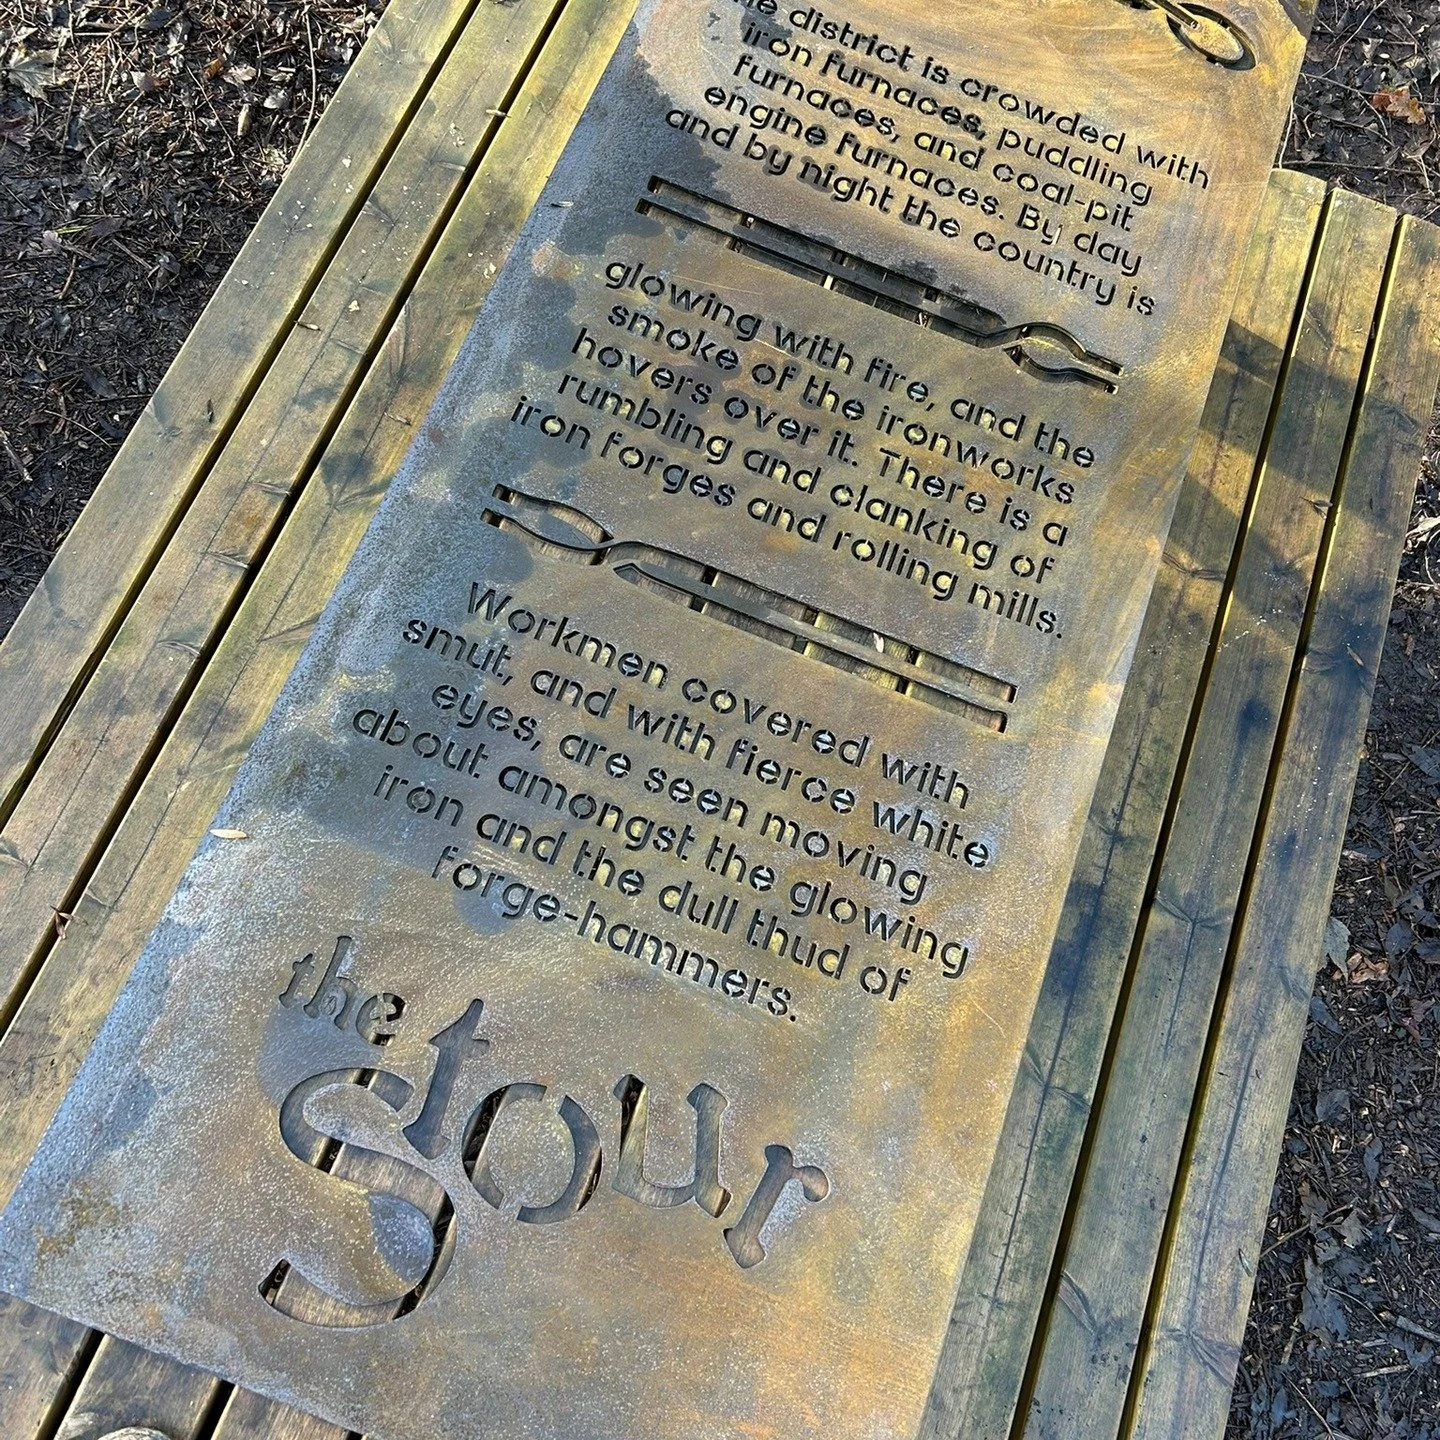 he district is crowded with
iron furnaces, puddling
furnaces, and coal-pit
engine furnaces. By day
and by night the country is
glowing with fire, and the
smoke of the ironworks
hovers over it. There is a
rumbling and clanking of
iron forges and rolling mills.
Workmen covered with
smut, and with fierce white
eyes, are seen moving
about amongst the glowing
iron and the dull thud of
forge-hammers.
the
stour